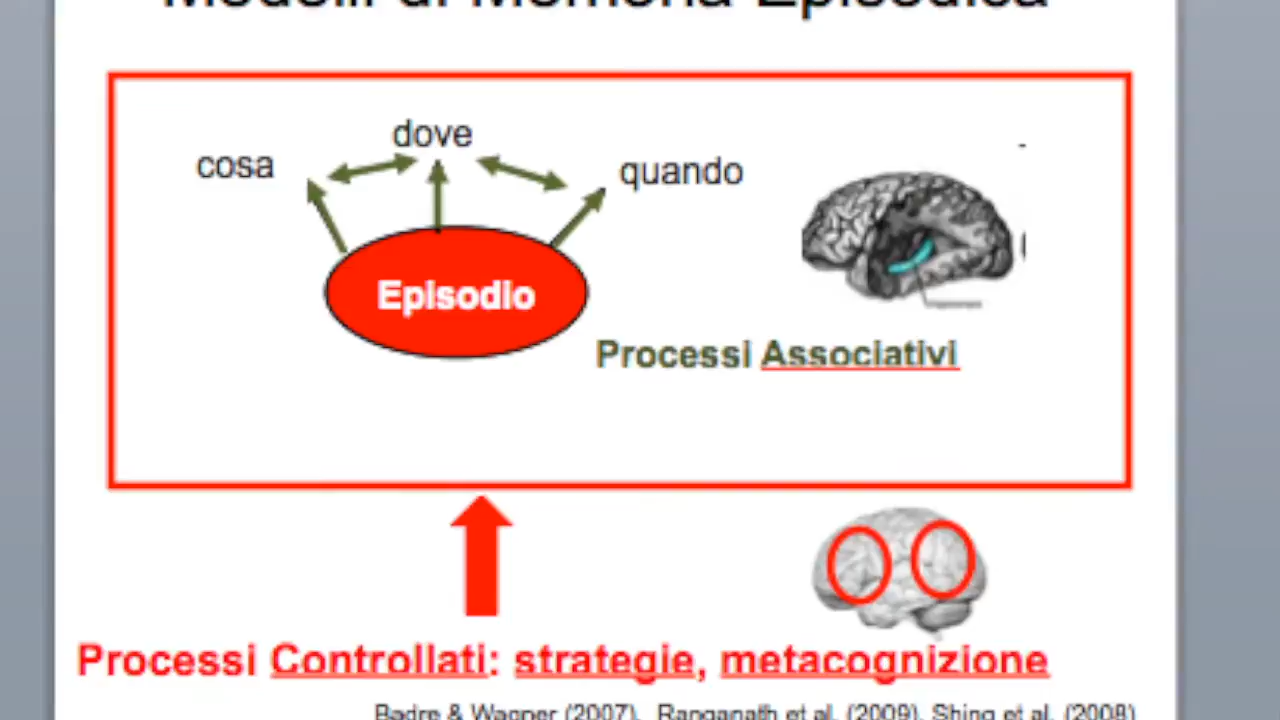 Modelli di Memoria Episodica
dove
cosa
quando
Episodio
Processi Associativi
Processi Controllati: strategie, metacognizione
Badre & Wagner (2007), Ranganath et al. (2009), Shing et al. (2008)